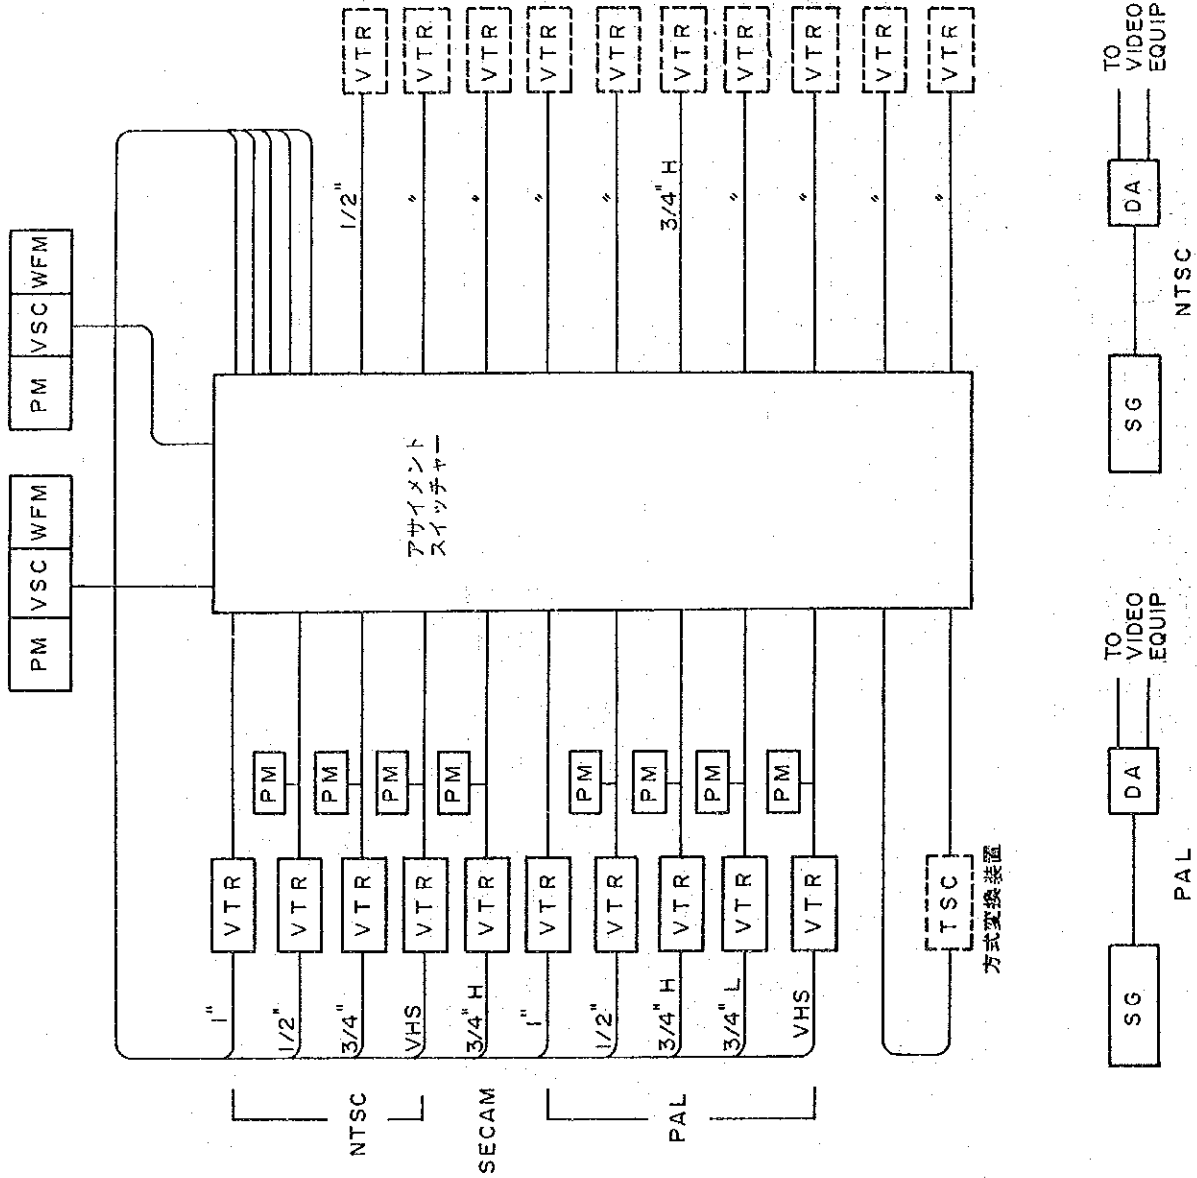 PM VSC WFM
PM VSC WFM
アサイメント
スイッチャー
NTSC
1" VTR
1/2" VTR PM
3/4" VTR PM
VHS VTR PM
SECAM
3/4" H VTR PM
PAL
1" VTR
1/2" VTR PM
3/4" H VTR PM
3/4" L VTR PM
VHS VTR PM
TSC
方式変換装置
1/2" VTR
〃 VTR
〃 VTR
〃 VTR
〃 VTR
3/4" H VTR
〃 VTR
〃 VTR
〃 VTR
〃 VTR
SG DA
TO
VIDEO
EQUIP
PAL
SG DA
TO
VIDEO
EQUIP
NTSC